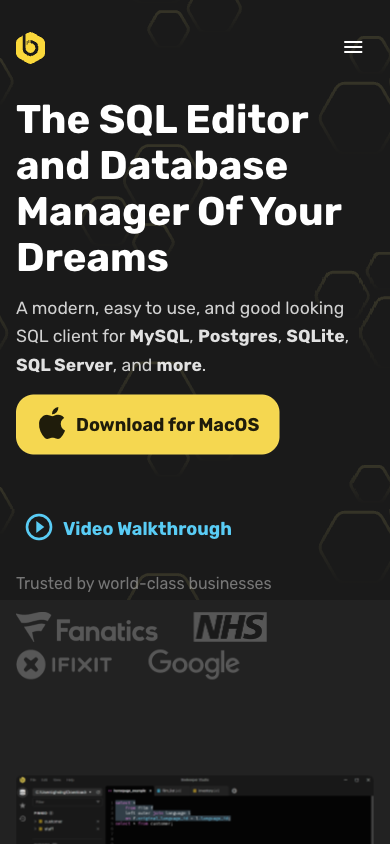 The SQL Editor
and Database
Manager Of Your
Dreams
A modern, easy to use, and good looking
SQL client for MySQL, Postgres, SQLite,
SQL Server, and more.
Download for MacOS
Video Walkthrough
Trusted by world-class businesses
Fanatics NHS
IFIXIT Google